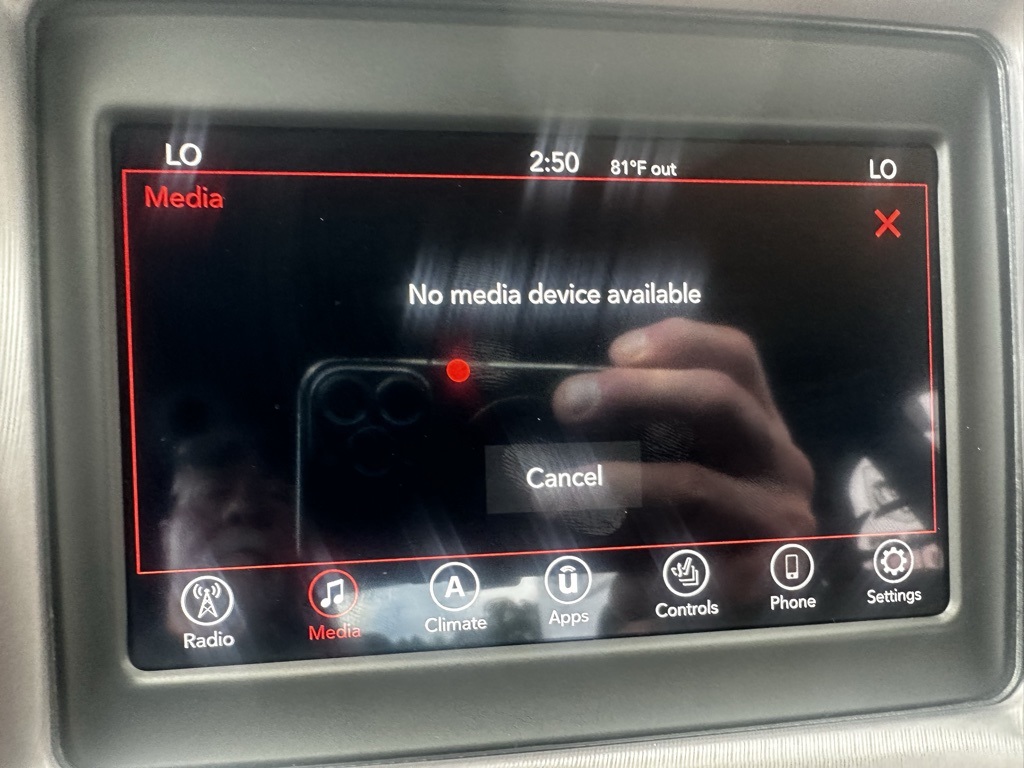 LO 2:50 81°F out LO
Media
No media device available
Cancel
Radio Media Climate Apps Controls Phone Settings